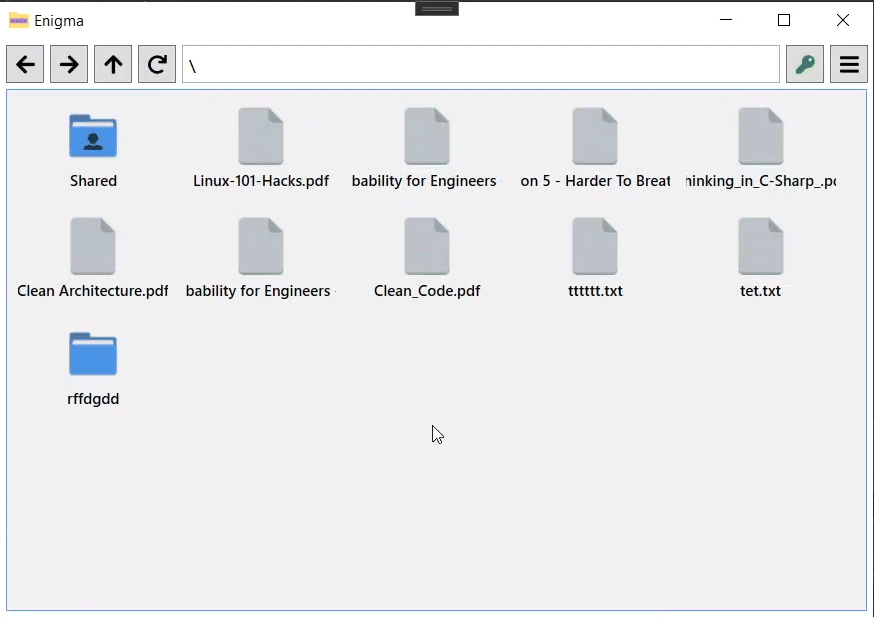 Enigma
\
Shared
Linux-101-Hacks.pdf
bability for Engineers
on 5 - Harder To Breat
hinking_in_C-Sharp_.pc
Clean Architecture.pdf
bability for Engineers
Clean_Code.pdf
tttttt.txt
tet.txt
rffdgdd